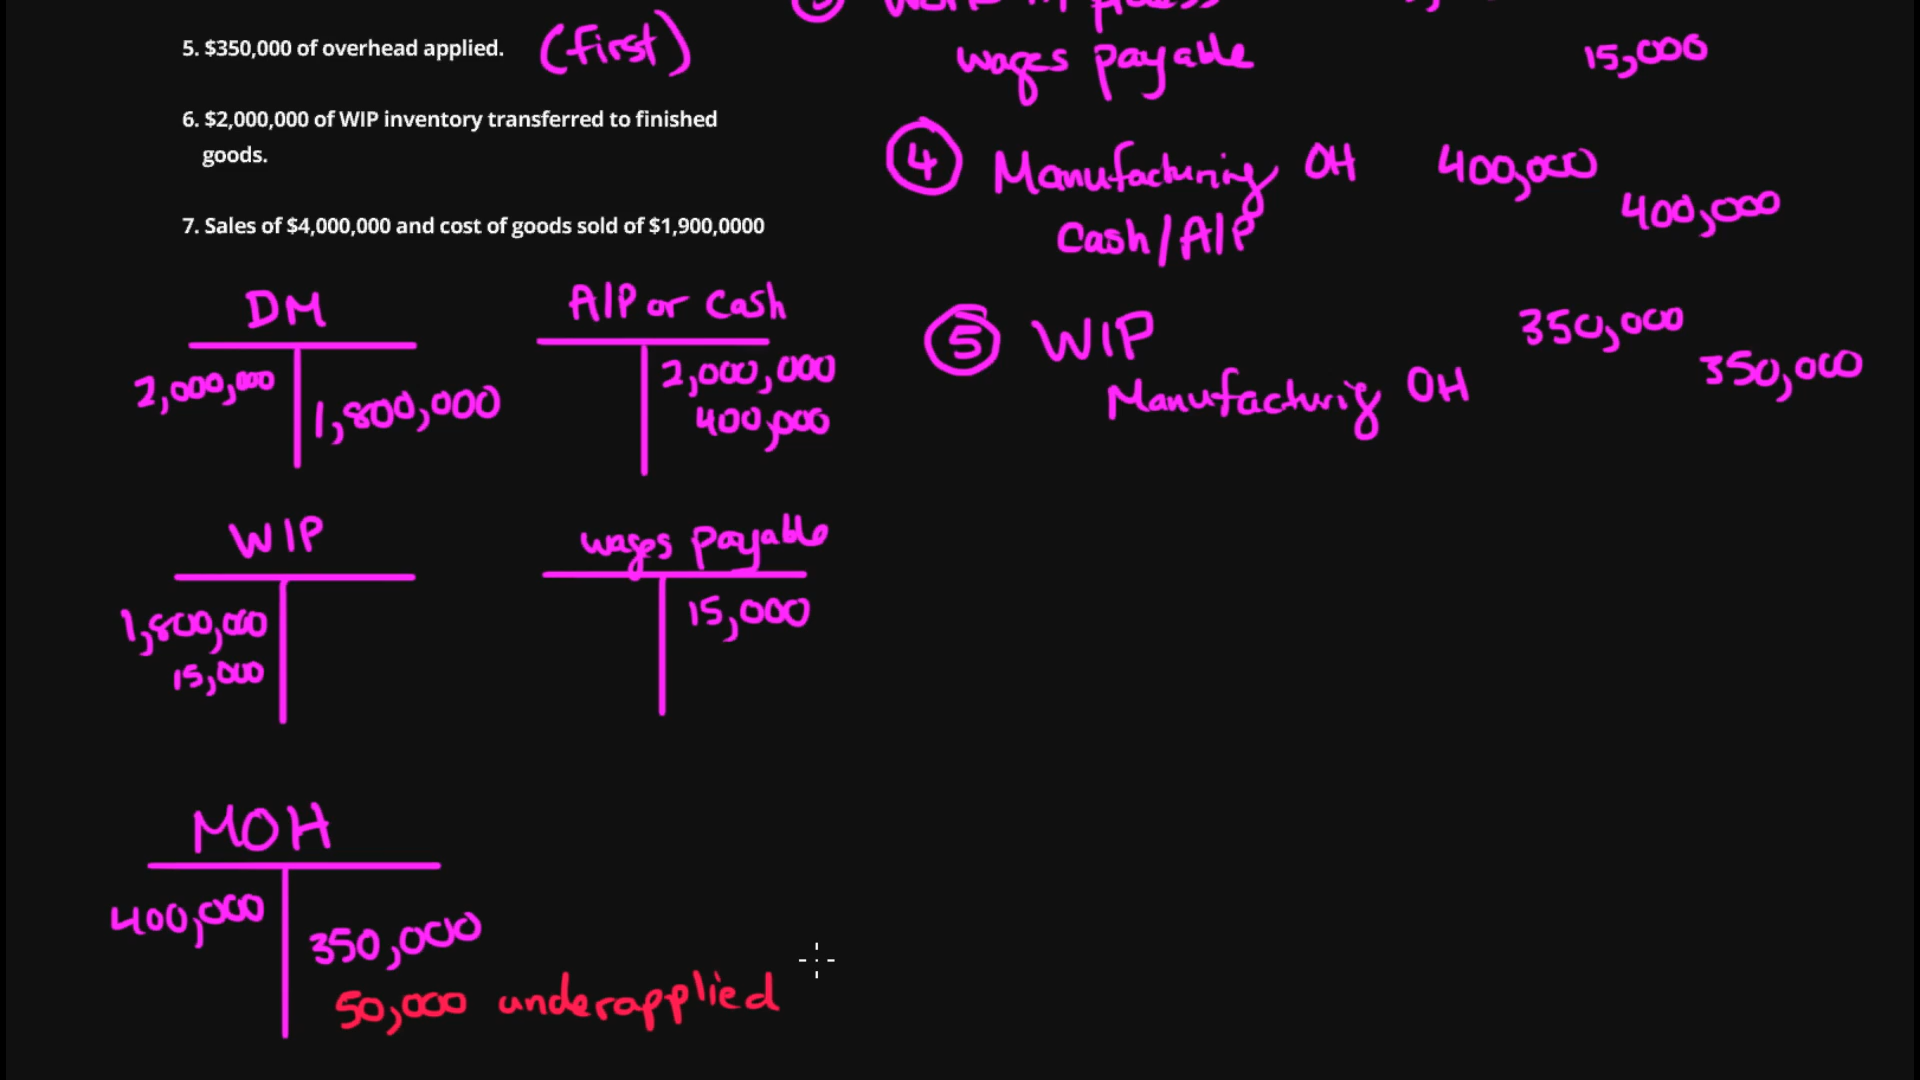 5. $350,000 of overhead applied. (first)
6. $2,000,000 of WIP inventory transferred to finished
goods.
7. Sales of $4,000,000 and cost of goods sold of $1,900,0000
DM
2,000,000 1,800,000
A/P or Cash
2,000,000
400,000
WIP
1,800,000
15,000
wages payable
15,000
MOH
400,000 350,000
50,000 underapplied
wages payable 15,000
4 Manufacturing OH 400,000
Cash/A/P 400,000
5 WIP 350,000
Manufacturing OH 350,000